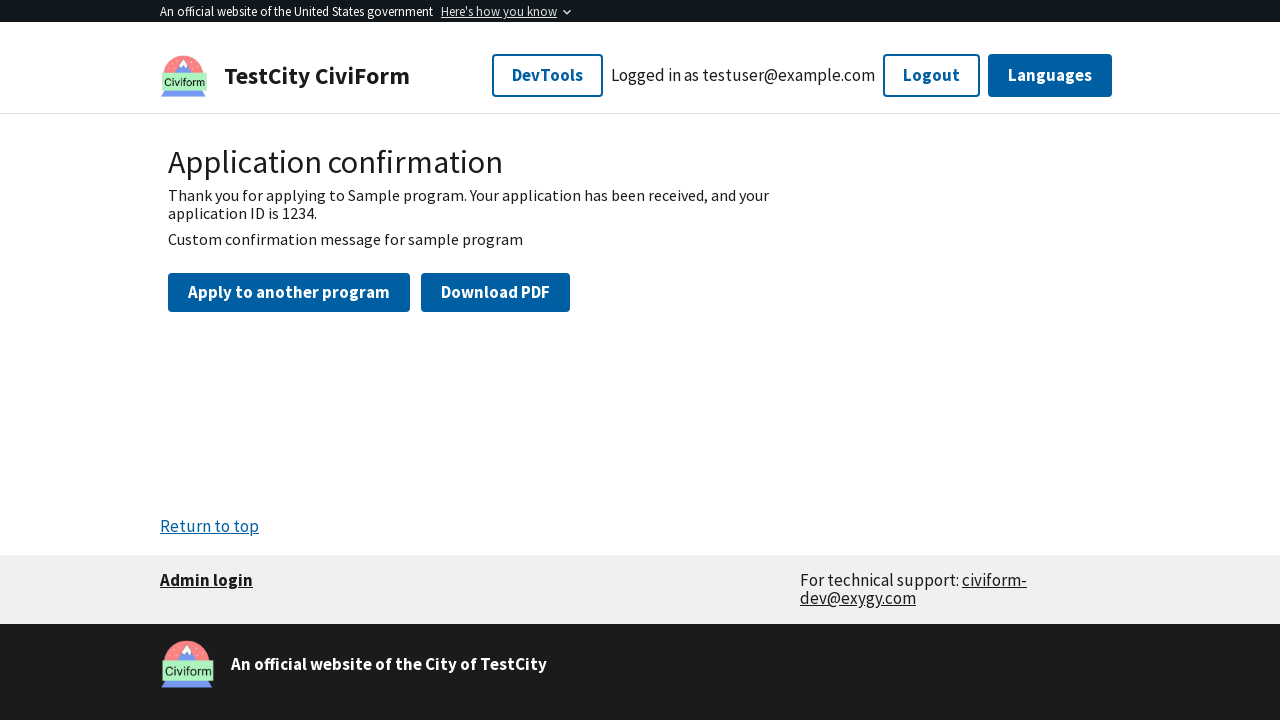 An official website of the United States government Here's how you know
Civiform
TestCity CiviForm
DevTools
Logged in as testuser@example.com
Logout
Languages
Application confirmation
Thank you for applying to Sample program. Your application has been received, and your
application ID is 1234.
Custom confirmation message for sample program
Apply to another program
Download PDF
Return to top
Admin login
For technical support: civiform-
dev@exygy.com
Civiform
An official website of the City of TestCity